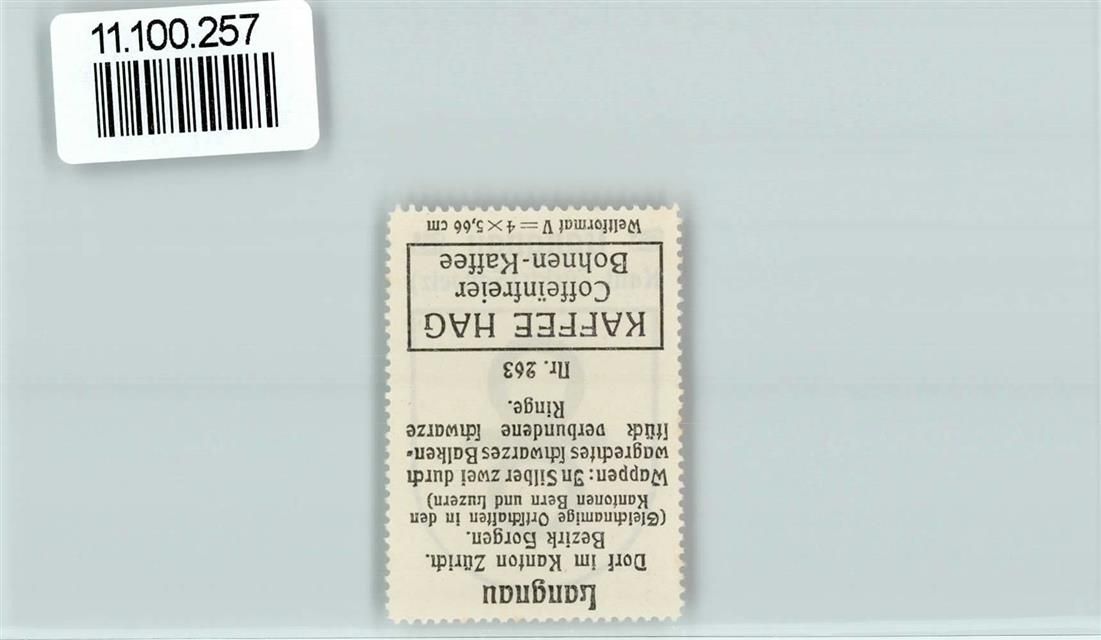 11.100.257
Langnau
Dorf im Kanton Zürich.
Bezirk Horgen.
(Gleichnamige Ortschaften in den
Kantonen Bern und Luzern)
Wappen: In Silber zwei durch
wagrechtes schwarzes Balken-
stück verbundene schwarze
Ringe.
Nr. 263
KAFFEE HAG
Coffeïnfreier
Bohnen-Kaffee
Weltformat V = 4 × 5,66 cm